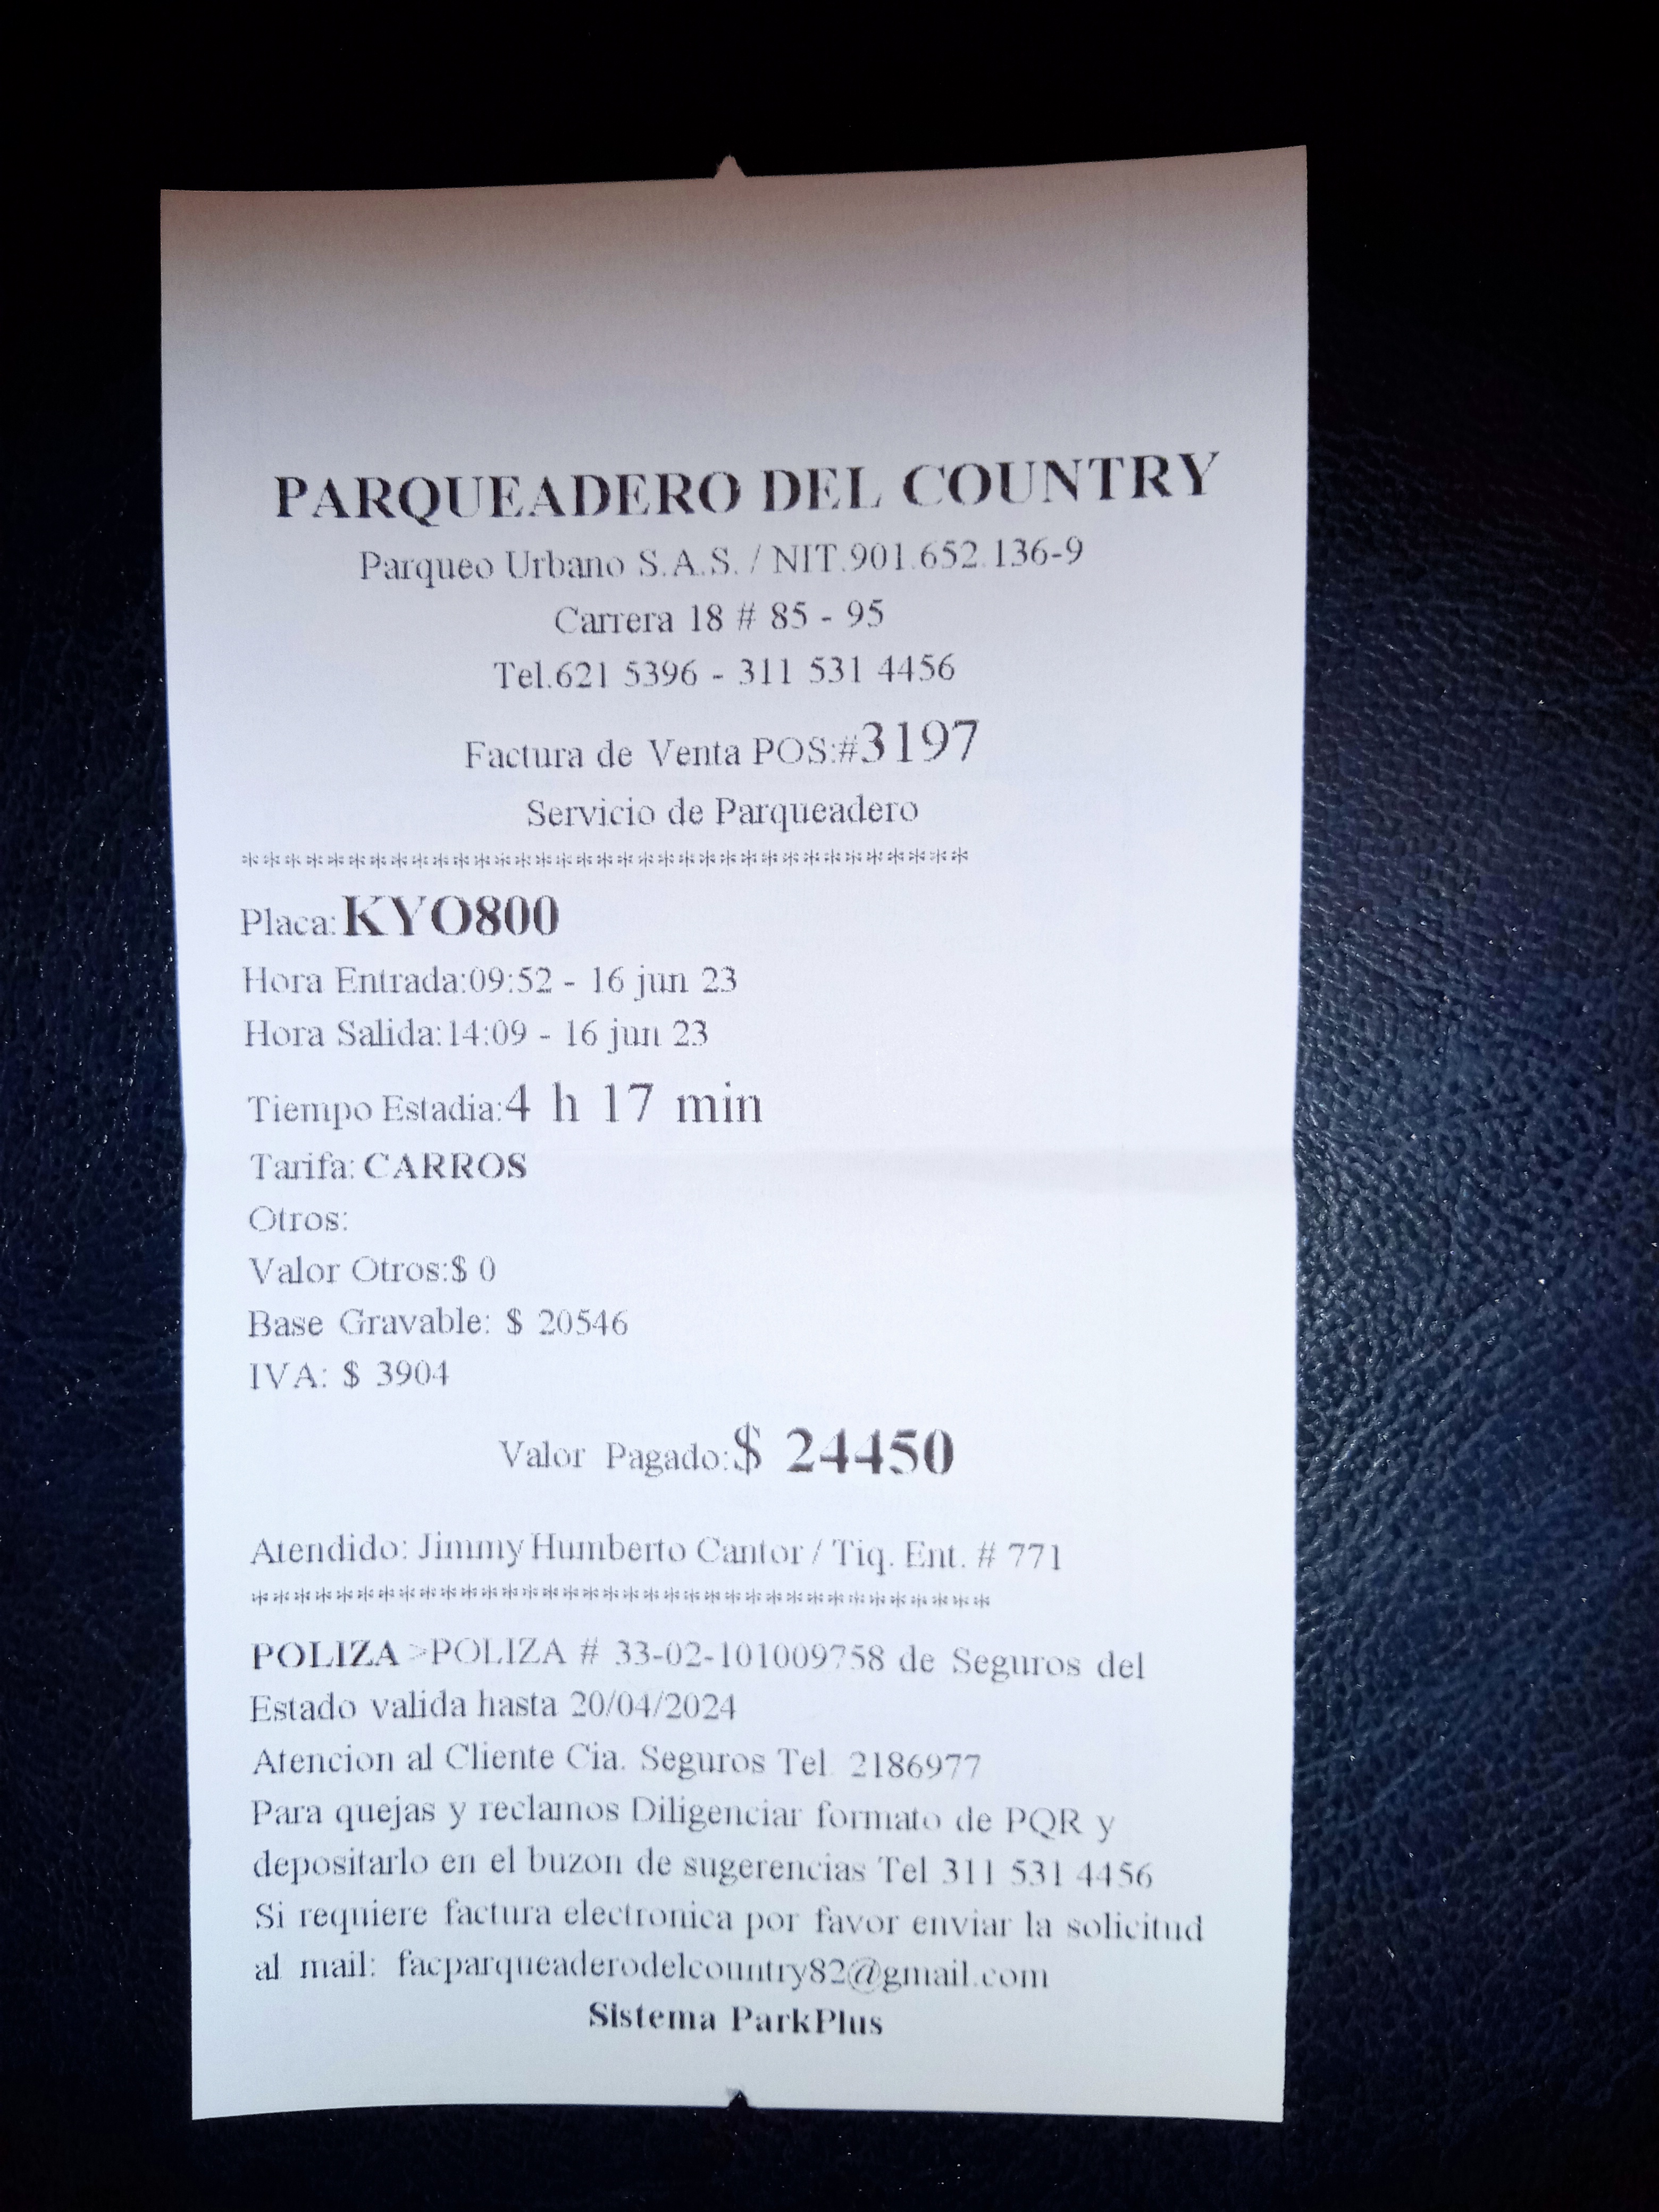 PARQUEADERO DEL COUNTRY
Parqueo Urbano S.A.S. / NIT.901.652.136-9
Carrera 18 # 85 - 95
Tel.621 5396 - 311 531 4456
Factura de Venta POS:#3197
Servicio de Parqueadero
***********************************
Placa:KYO800
Hora Entrada:09:52 - 16 jun 23
Hora Salida:14:09 - 16 jun 23
Tiempo Estadia:4 h 17 min
Tarifa: CARROS
Otros:
Valor Otros:$ 0
Base Gravable: $ 20546
IVA: $ 3904
Valor Pagado:$ 24450
Atendido: Jimmy Humberto Cantor / Tiq. Ent. # 771
************************************
POLIZA >POLIZA # 33-02-101009758 de Seguros del
Estado valida hasta 20/04/2024
Atencion al Cliente Cia. Seguros Tel. 2186977
Para quejas y reclamos Diligenciar formato de PQR y
depositarlo en el buzon de sugerencias Tel 311 531 4456
Si requiere factura electronica por favor enviar la solicitud
al mail: facparqueaderodelcountry82@gmail.com
Sistema ParkPlus